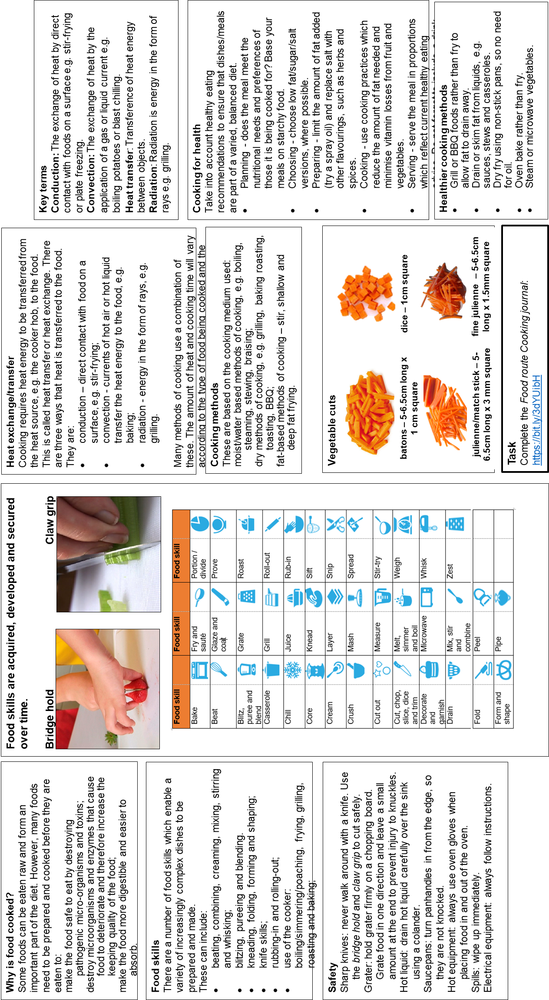 Why is food cooked?
Some foods can be eaten raw and form an
important part of the diet. However, many foods
need to be prepared and cooked before they are
eaten to:
make the food safe to eat by destroying
pathogenic micro-organisms and toxins;
destroy microorganisms and enzymes that cause
food to deteriorate and therefore increase the
keeping quality of the food;
make the food more digestible and easier to
absorb.
Food skills
There are a number of food skills which enable a
variety of increasingly complex dishes to be
prepared and made.
These can include:
• beating, combining, creaming, mixing, stirring
and whisking;
• blitzing, pureeing and blending.
• kneading, folding, forming and shaping;
• knife skills;
• rubbing-in and rolling-out;
• use of the cooker:
boiling/simmering/poaching, frying, grilling,
roasting and baking;
Safety
Sharp knives: never walk around with a knife. Use
the bridge hold and claw grip to cut safely.
Grater: hold grater firmly on a chopping board.
Grate food in one direction and leave a small
amount at the end to prevent injury to knuckles.
Hot liquid: drain hot liquid carefully over the sink
using a colander.
Saucepans: turn panhandles in from the edge, so
they are not knocked.
Hot equipment: always use oven gloves when
placing food in and out of the oven.
Spills: wipe up immediately.
Electrical equipment: always follow instructions.
Food skills are acquired, developed and secured
over time.
Bridge hold
Claw grip
Food skill Food skill Food skill
Bake Fry and sauté Portion / divide
Beat Glaze and coat Prove
Blitz, puree and blend Grate Roast
Casserole Grill Roll-out
Chill Juice Rub-in
Core Knead Sift
Cream Layer Snip
Crush Mash Spread
Cut out Measure Stir-try
Cut, chop, slice, dice and trim Melt, simmer and boil Weigh
Decorate and garnish Microwave Whisk
Drain Mix, stir and combine Zest
Fold Peel
Form and shape Pipe
Heat exchange/transfer
Cooking requires heat energy to be transferred from
the heat source, e.g. the cooker hob, to the food.
This is called heat transfer or heat exchange. There
are three ways that heat is transferred to the food.
They are:
• conduction – direct contact with food on a
surface, e.g. stir-frying;
• convection - currents of hot air or hot liquid
transfer the heat energy to the food, e.g.
baking;
• radiation - energy in the form of rays, e.g.
grilling.
Many methods of cooking use a combination of
these. The amount of heat and cooking time will vary
according to the type of food being cooked and the
Cooking methods
These are based on the cooking medium used:
moist/water based methods of cooking, e.g. boiling,
steaming, stewing, braising;
dry methods of cooking, e.g. grilling, baking roasting,
toasting, BBQ;
fat-based methods of cooking – stir, shallow and
deep fat frying.
Vegetable cuts
batons – 5-6.5cm long x
1 cm square
dice – 1cm square
julienne/match stick – 5-
6.5cm long x 3 mm square
fine julienne – 5-6.5cm
long x 1.5mm square
Task
Complete the Food route Cooking journal:
https://bit.ly/3dYUibH
Key terms
Conduction: The exchange of heat by direct
contact with foods on a surface e.g. stir-frying
or plate freezing.
Convection: The exchange of heat by the
application of a gas or liquid current e.g.
boiling potatoes or blast chilling.
Heat transfer: Transference of heat energy
between objects.
Radiation: Radiation is energy in the form of
rays e.g. grilling.
Cooking for health
Take into account healthy eating
recommendations to ensure that dishes/meals
are part of a varied, balanced diet.
• Planning - does the meal meet the
nutritional needs and preferences of
those it is being cooked for? Base your
meals on starchy food.
• Choosing - choose low fat/sugar/salt
versions, where possible.
• Preparing - limit the amount of fat added
(try a spray oil) and replace salt with
other flavourings, such as herbs and
spices.
• Cooking - use cooking practices which
reduce the amount of fat needed and
minimise vitamin losses from fruit and
vegetables.
• Serving - serve the meal in proportions
which reflect current healthy eating
Healthier cooking methods
• Grill or BBQ foods rather than fry to
allow fat to drain away.
• Drain or skim fat from liquids, e.g.
sauces, stews and casseroles.
• Dry fry using non-stick pans, so no need
for oil.
• Oven bake rather than fry.
• Steam or microwave vegetables.